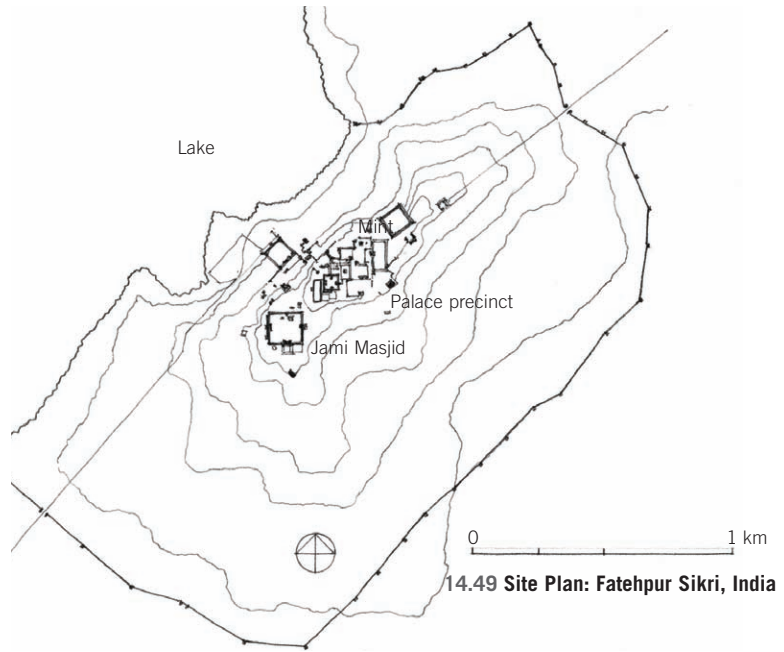 Lake
Mint
Palace precinct
Jami Masjid
0 1 km
14.49 Site Plan: Fatehpur Sikri, India